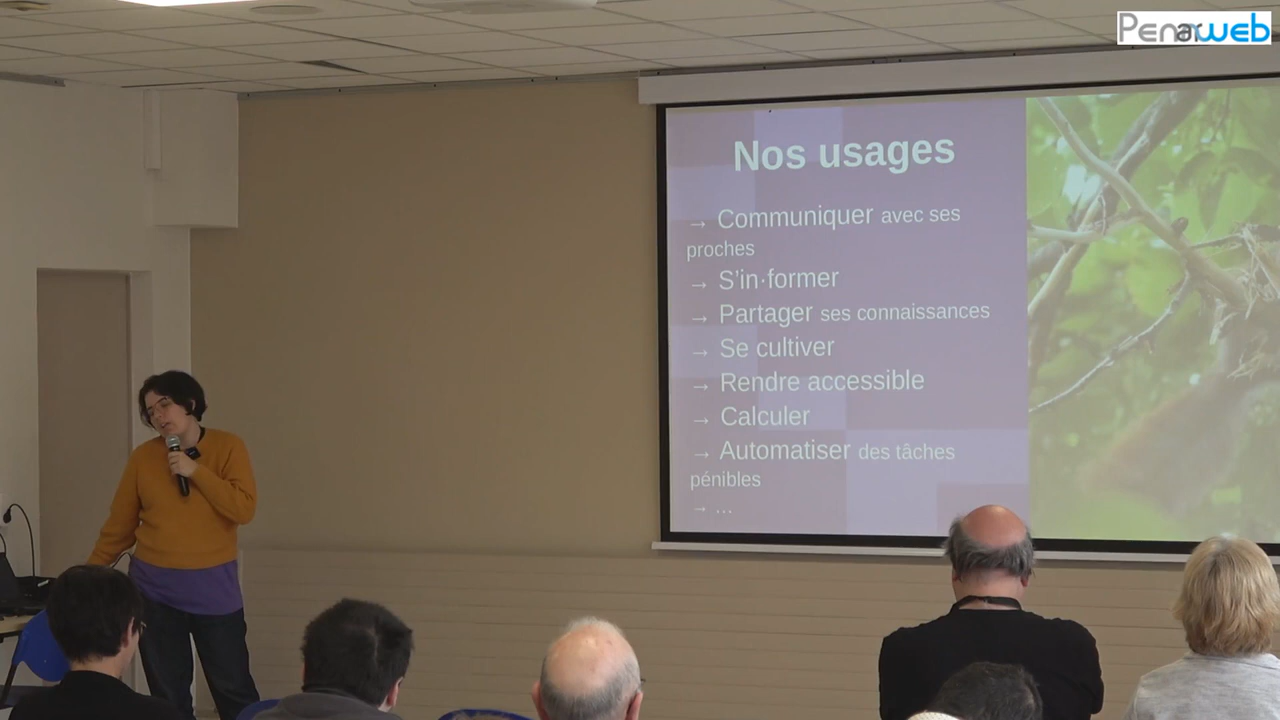 Penarweb
Nos usages
→ Communiquer avec ses
proches
→ S'in·former
→ Partager ses connaissances
→ Se cultiver
→ Rendre accessible
→ Calculer
→ Automatiser des tâches
pénibles
→ ...